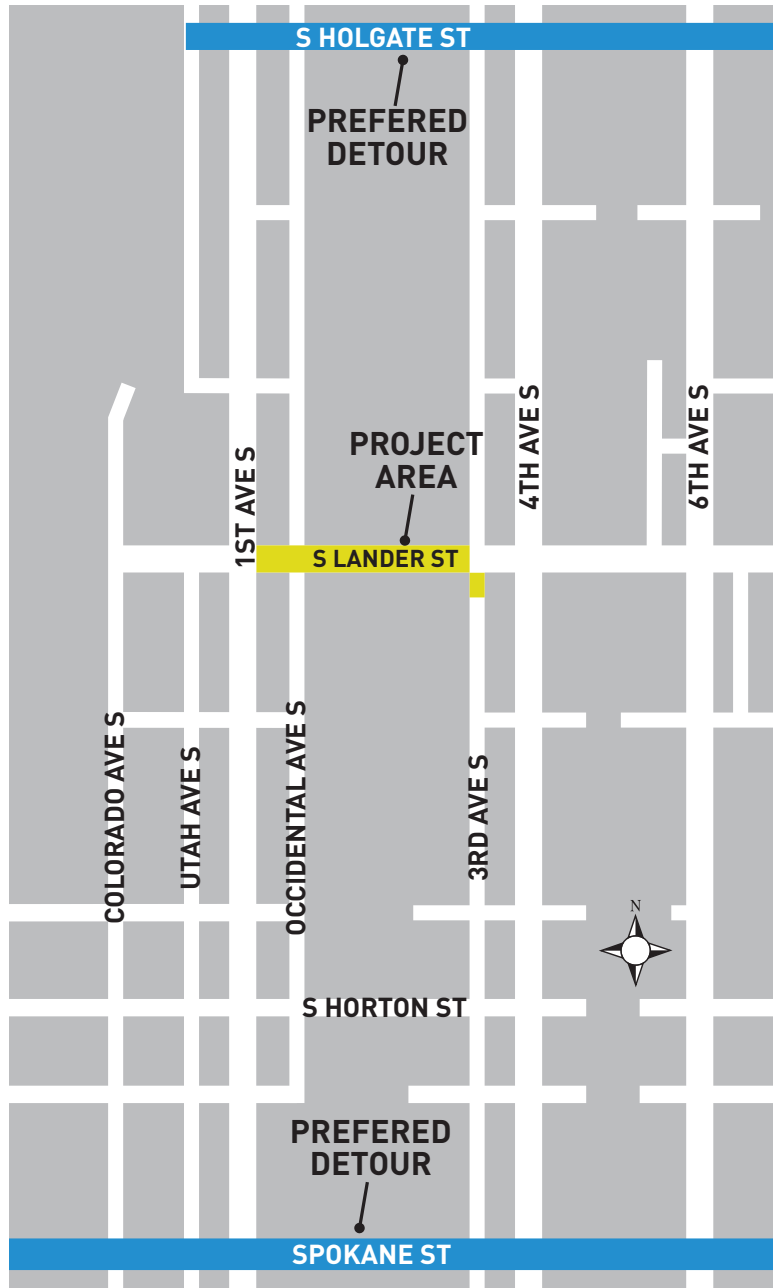 S HOLGATE ST
PREFERED
DETOUR
PROJECT
AREA
1ST AVE S
4TH AVE S
6TH AVE S
S LANDER ST
COLORADO AVE S
UTAH AVE S
OCCIDENTAL AVE S
3RD AVE S
N
S HORTON ST
PREFERED
DETOUR
SPOKANE ST